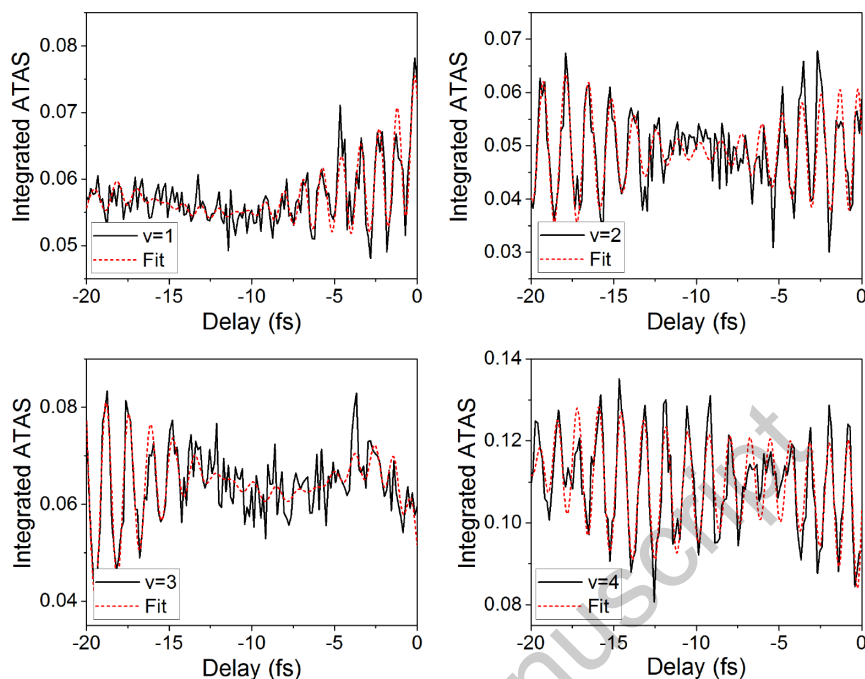 0.08
0.07
0.06
0.05
Integrated ATAS
v=1
Fit
-20 -15 -10 -5 0
Delay (fs)
0.07
0.06
0.05
0.04
0.03
Integrated ATAS
v=2
Fit
-20 -15 -10 -5 0
Delay (fs)
0.08
0.06
0.04
Integrated ATAS
v=3
Fit
-20 -15 -10 -5 0
Delay (fs)
0.14
0.12
0.10
0.08
Integrated ATAS
v=4
Fit
-20 -15 -10 -5 0
Delay (fs)
nuscript